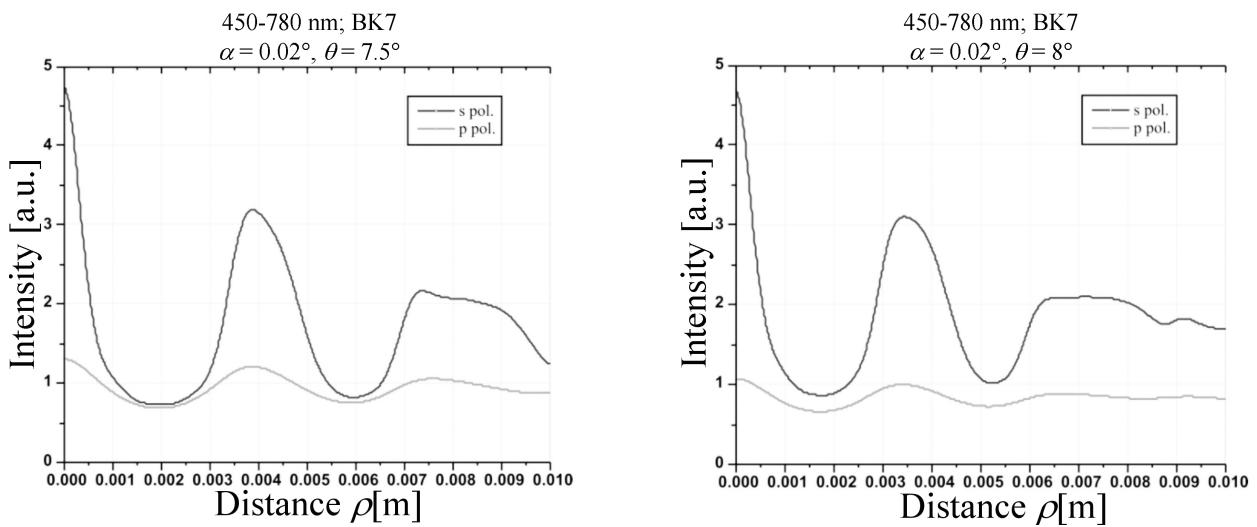 450-780 nm; BK7
α = 0.02°, θ = 7.5°
5
4
3
2
1
0
Intensity [a.u.]
s pol.
p pol.
0.000 0.001 0.002 0.003 0.004 0.005 0.006 0.007 0.008 0.009 0.010
Distance ρ[m]
450-780 nm; BK7
α = 0.02°, θ = 8°
5
4
3
2
1
0
Intensity [a.u.]
s pol.
p pol.
0.000 0.001 0.002 0.003 0.004 0.005 0.006 0.007 0.008 0.009 0.010
Distance ρ[m]